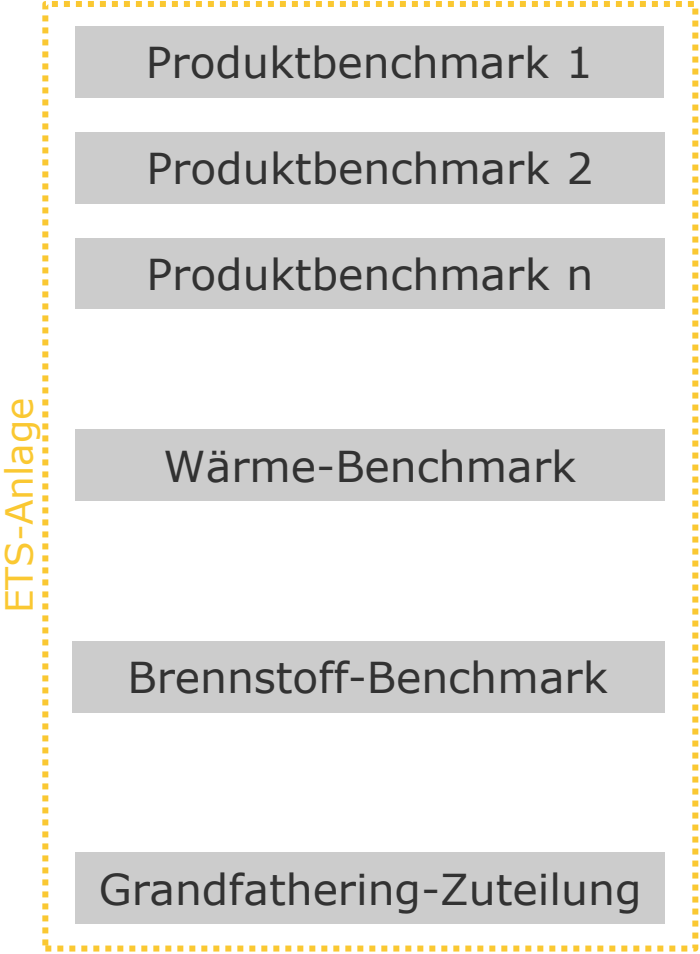 Produktbenchmark 1
Produktbenchmark 2
Produktbenchmark n
ETS-Anlage
Wärme-Benchmark
Brennstoff-Benchmark
Grandfathering-Zuteilung